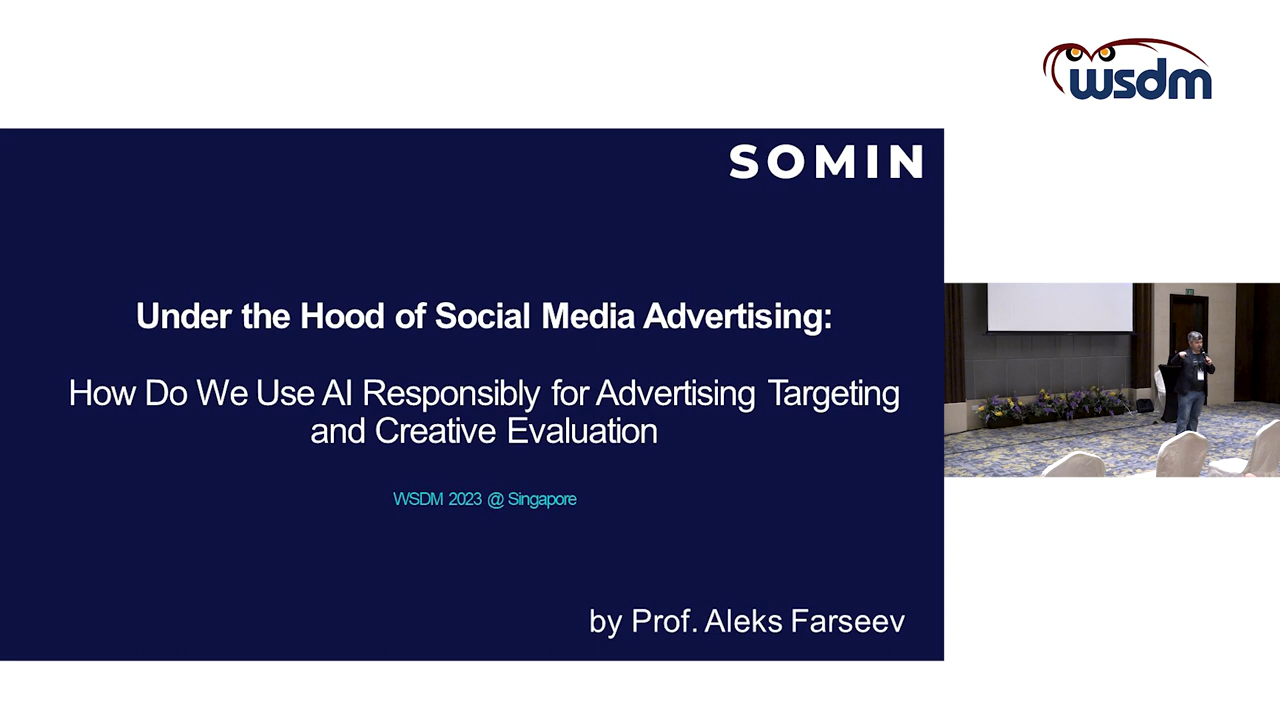 wsdm
SOMIN
Under the Hood of Social Media Advertising:
How Do We Use AI Responsibly for Advertising Targeting
and Creative Evaluation
WSDM 2023 @ Singapore
by Prof. Aleks Farseev